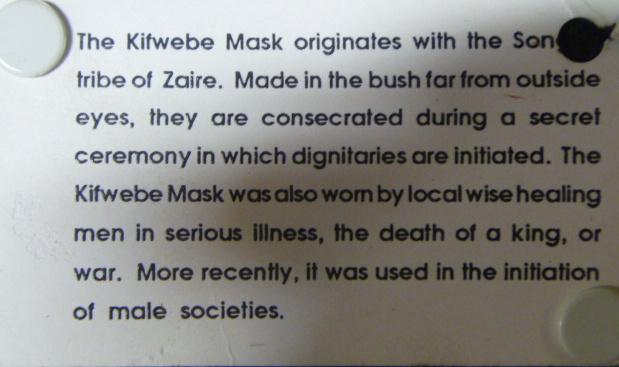 The Kifwebe Mask originates with the
tribe of Zaire. Made in the bush far from outside
eyes, they are consecrated during a secret
ceremony in which dignitaries are initiated. The
Kifwebe Mask was also worn by local wise healing
men in serious illness, the death of a king, or
war. More recently, it was used in the initiation
of male societies.